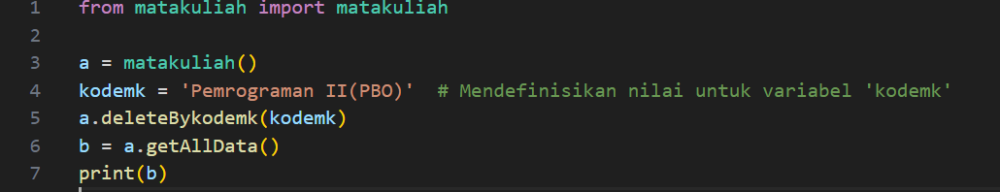 1 from matakuliah import matakuliah
2
3 a = matakuliah()
4 kodemk = 'Pemrograman II(PBO)'  # Mendefinisikan nilai untuk variabel 'kodemk'
5 a.deleteBykodemk(kodemk)
6 b = a.getAllData()
7 print(b)